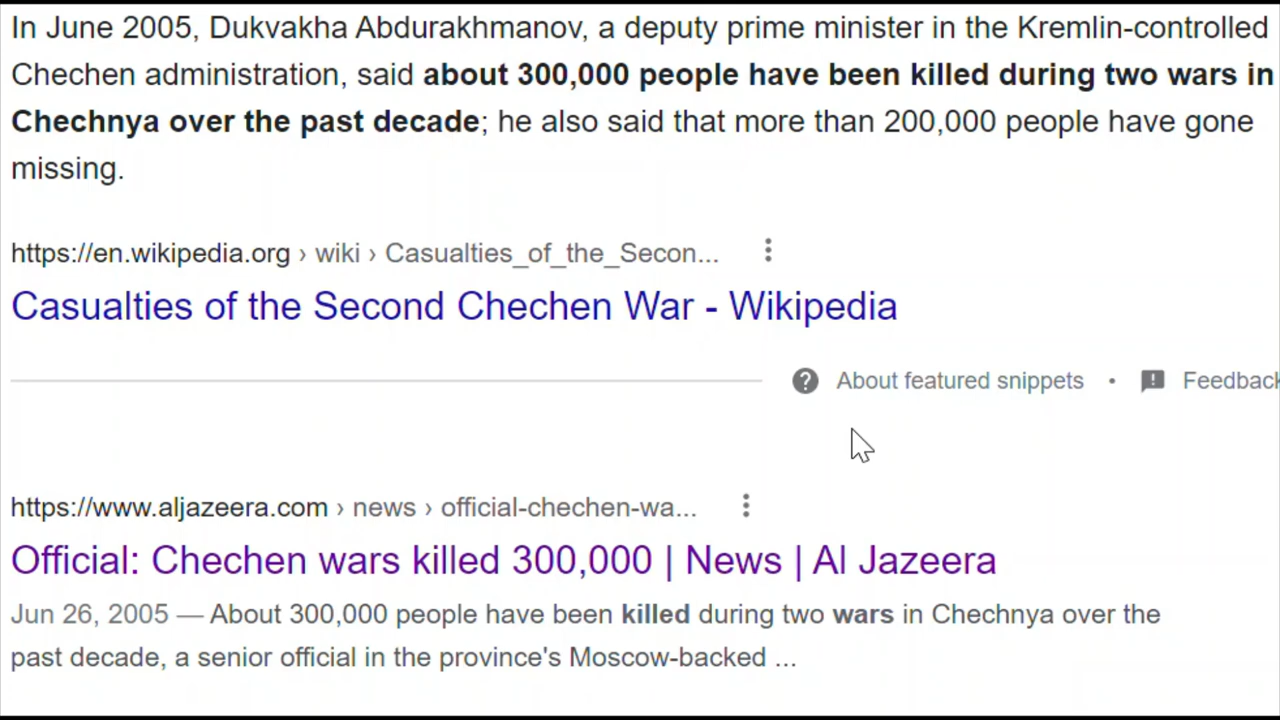 In June 2005, Dukvakha Abdurakhmanov, a deputy prime minister in the Kremlin-controlled
Chechen administration, said about 300,000 people have been killed during two wars in
Chechnya over the past decade; he also said that more than 200,000 people have gone
missing.
https://en.wikipedia.org › wiki › Casualties_of_the_Secon...
Casualties of the Second Chechen War - Wikipedia
About featured snippets • Feedback
https://www.aljazeera.com › news › official-chechen-wa...
Official: Chechen wars killed 300,000 | News | Al Jazeera
Jun 26, 2005 — About 300,000 people have been killed during two wars in Chechnya over the
past decade, a senior official in the province's Moscow-backed ...